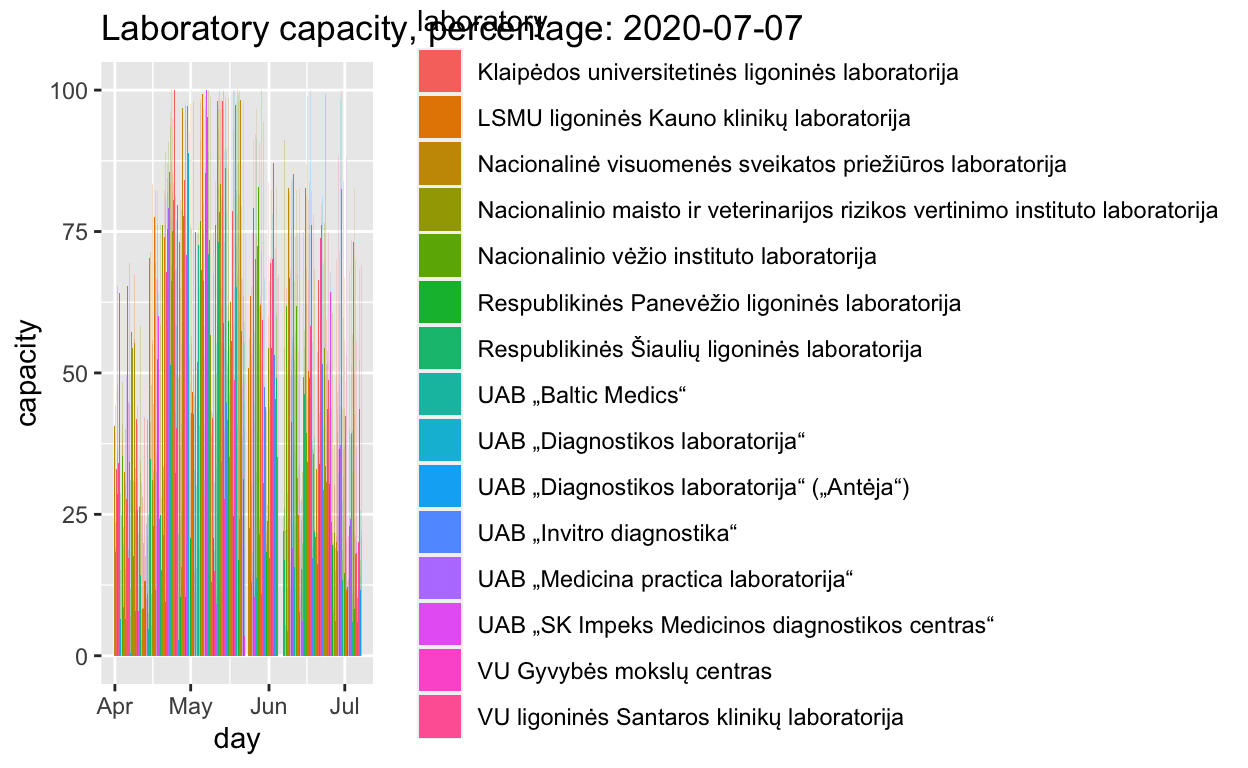 Laboratory capacity, percentage: 2020-07-07
laboratory
Klaipėdos universitetinės ligoninės laboratorija
LSMU ligoninės Kauno klinikų laboratorija
Nacionalinė visuomenės sveikatos priežiūros laboratorija
Nacionalinio maisto ir veterinarijos rizikos vertinimo instituto laboratorija
Nacionalinio vėžio instituto laboratorija
Respublikinės Panevėžio ligoninės laboratorija
Respublikinės Šiaulių ligoninės laboratorija
UAB „Baltic Medics“
UAB „Diagnostikos laboratorija“
UAB „Diagnostikos laboratorija“ („Antėja“)
UAB „Invitro diagnostika“
UAB „Medicina practica laboratorija“
UAB „SK Impeks Medicinos diagnostikos centras“
VU Gyvybės mokslų centras
VU ligoninės Santaros klinikų laboratorija
capacity
100
75
50
25
0
Apr May Jun Jul
day